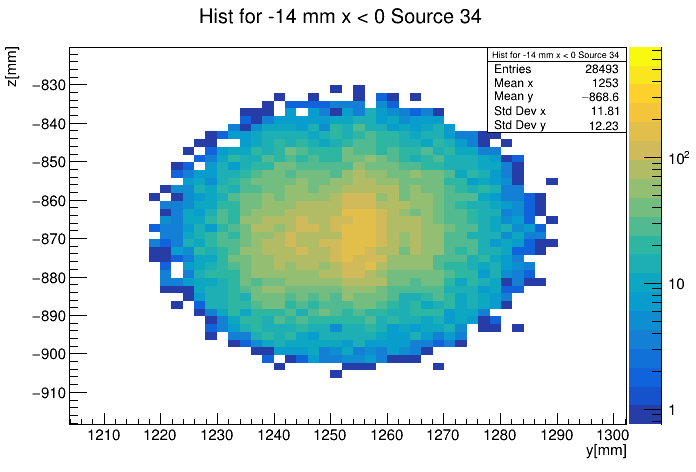 Hist for -14 mm x < 0 Source 34
z[mm]
Hist for -14 mm x < 0 Source 34
Entries 28493
Mean x 1253
Mean y −868.6
Std Dev x 11.81
Std Dev y 12.23
−830
−840
−850
−860
−870
−880
−890
−900
−910
10²
10
1
1210 1220 1230 1240 1250 1260 1270 1280 1290 1300
y[mm]